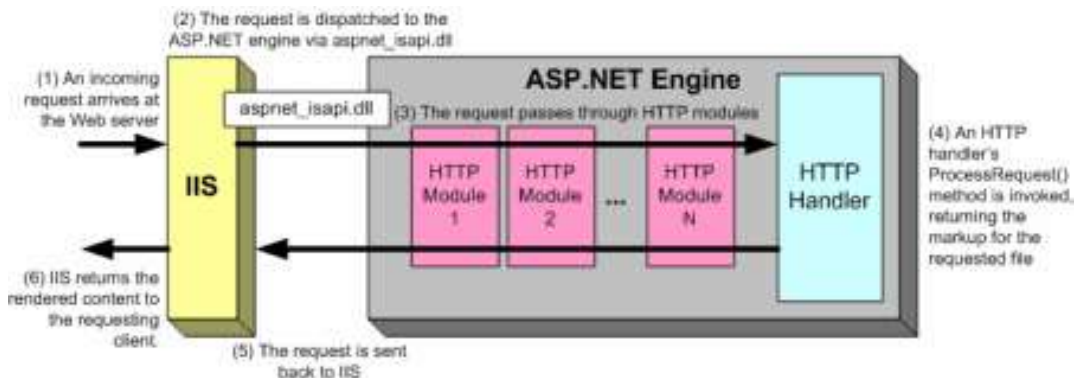 (2) The request is dispatched to the
ASP.NET engine via aspnet_isapi.dll
(1) An incoming
request arrives at
the Web server
ASP.NET Engine
aspnet_isapi.dll
(3) The request passes through HTTP modules
IIS
HTTP
Module
1
HTTP
Module
2
...
HTTP
Module
N
HTTP
Handler
(4) An HTTP
handler's
ProcessRequest()
method is invoked,
returning the
markup for the
requested file
(6) IIS returns the
rendered content to
the requesting
client.
(5) The request is sent
back to IIS